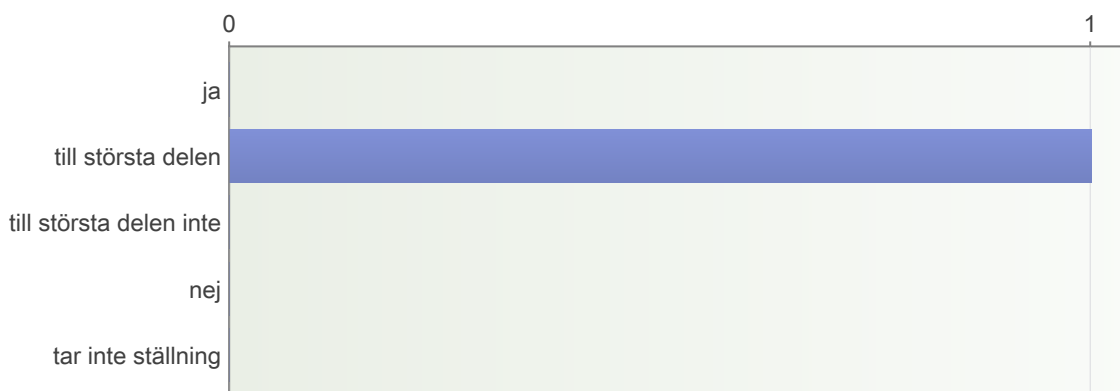 0 1
ja
till största delen
till största delen inte
nej
tar inte ställning